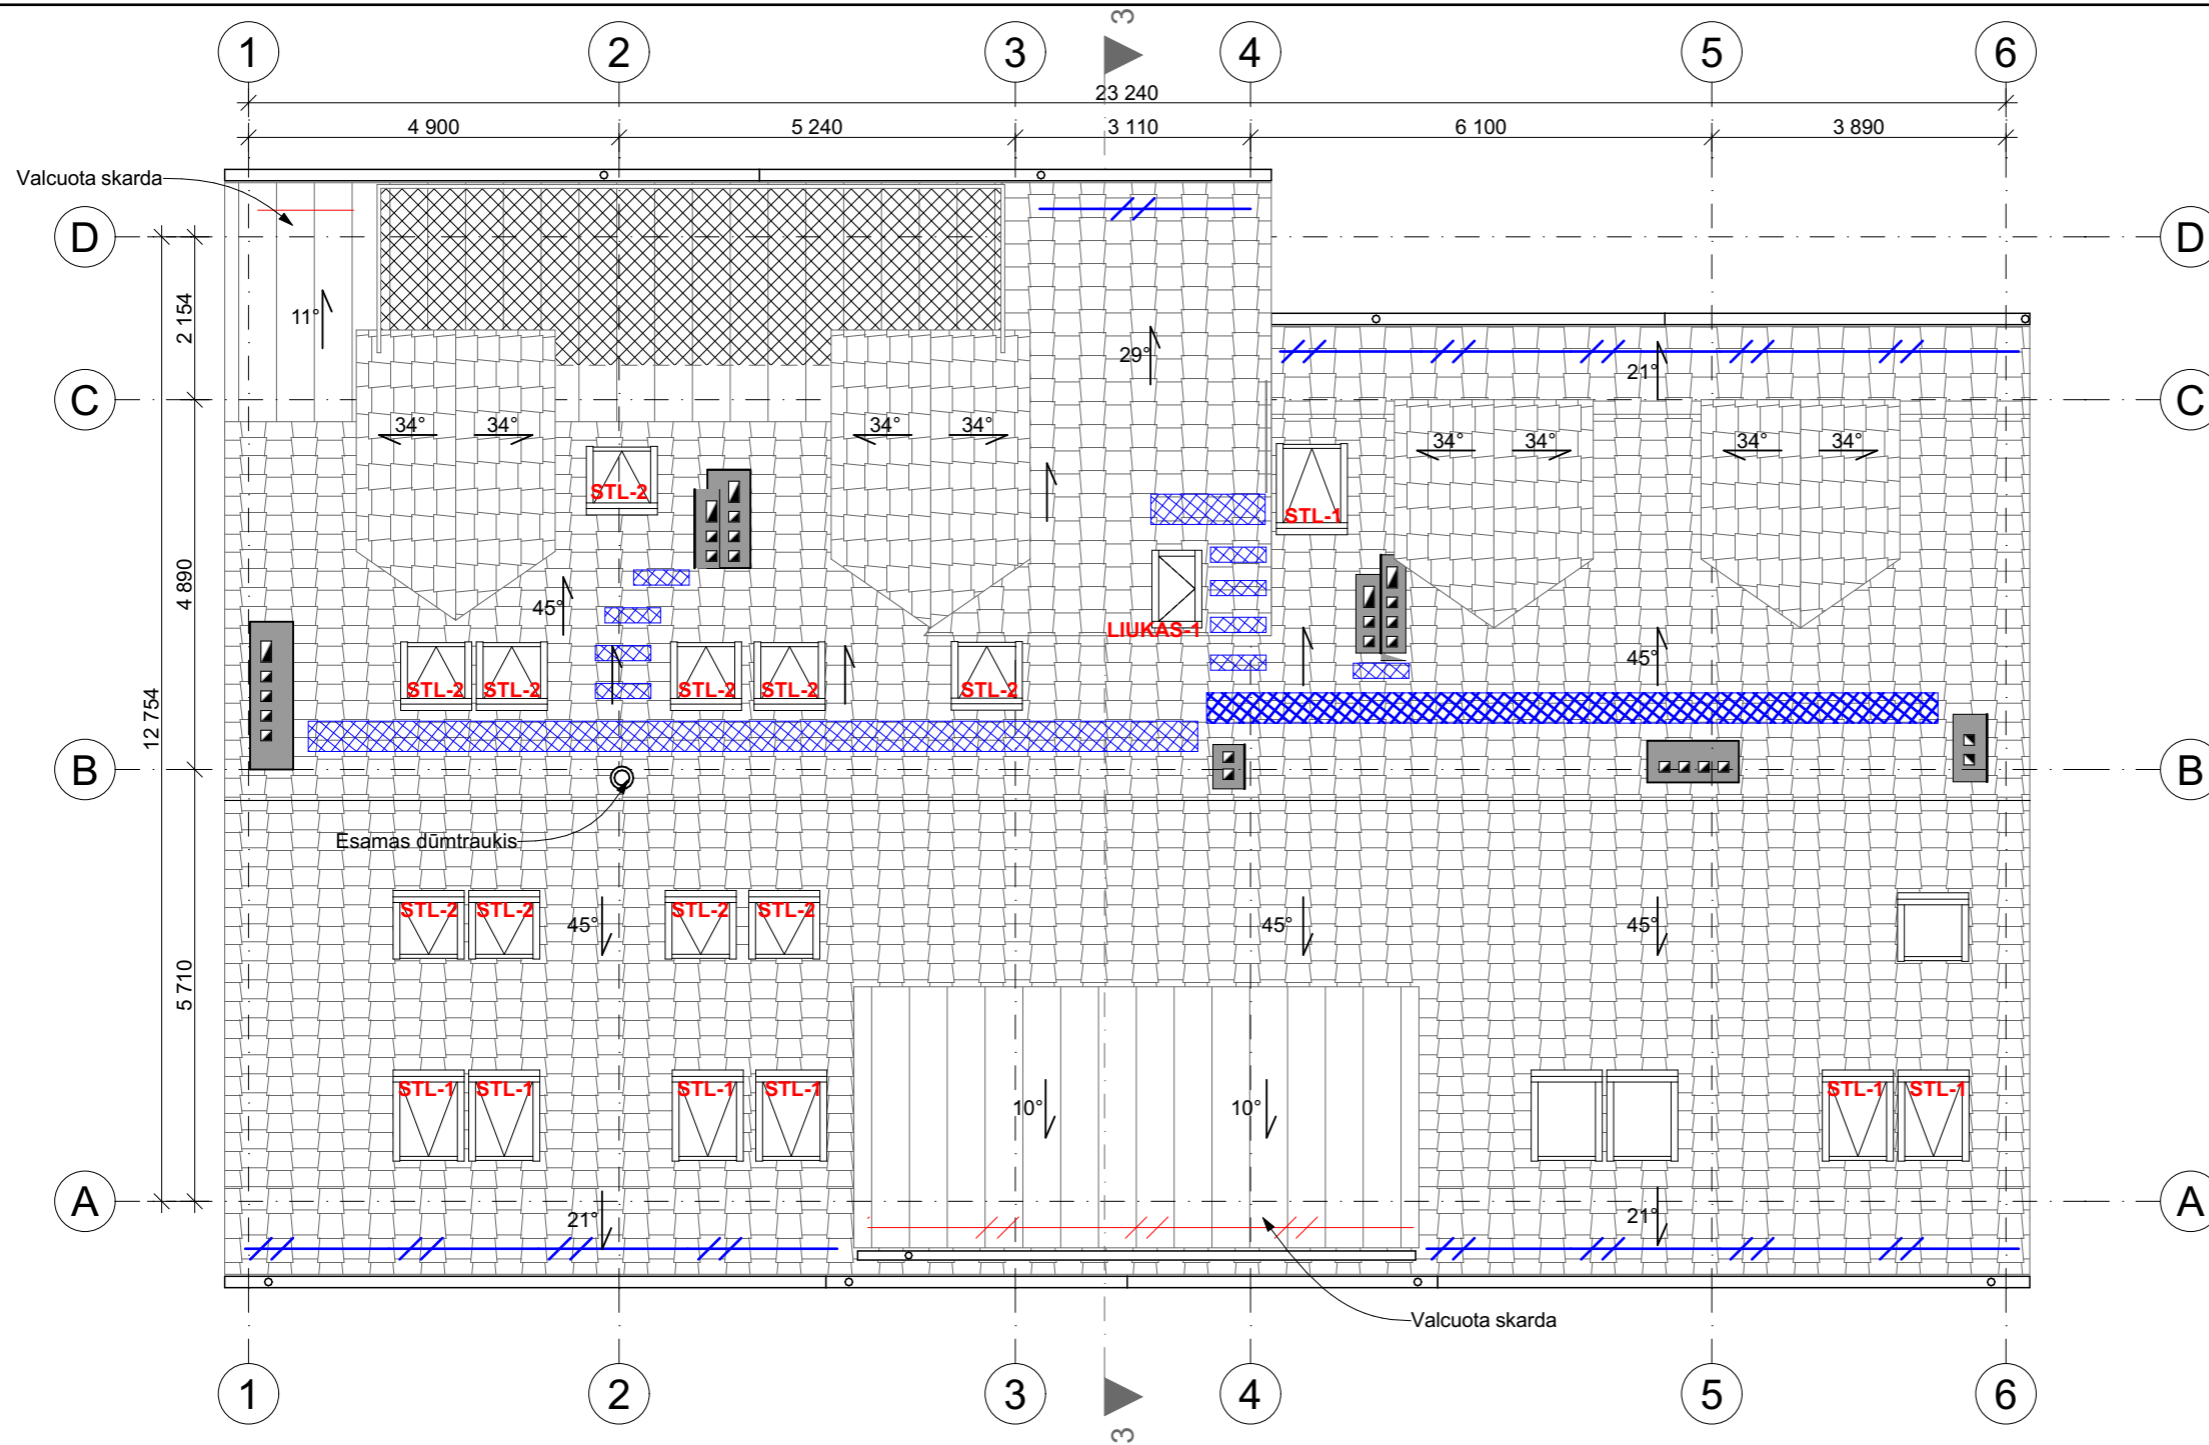 3
1 2 3 4 5 6
23 240
4 900 5 240 3 110 6 100 3 890
Valcuota skarda
D D
11°
2 154
29°
21°
C C
34° 34° 34° 34° 34° 34° 34° 34°
STL-2
STL-1
4 890
45°
LIUKAS-1
45°
STL-2 STL-2 STL-2 STL-2 STL-2
12 754
B B
Esamas dūmtraukis
STL-2 STL-2 STL-2 STL-2
45° 45° 45°
5 710
STL-1 STL-1 STL-1 STL-1 STL-1 STL-1
10° 10°
A A
21° 21°
Valcuota skarda
1 2 3 4 5 6
3